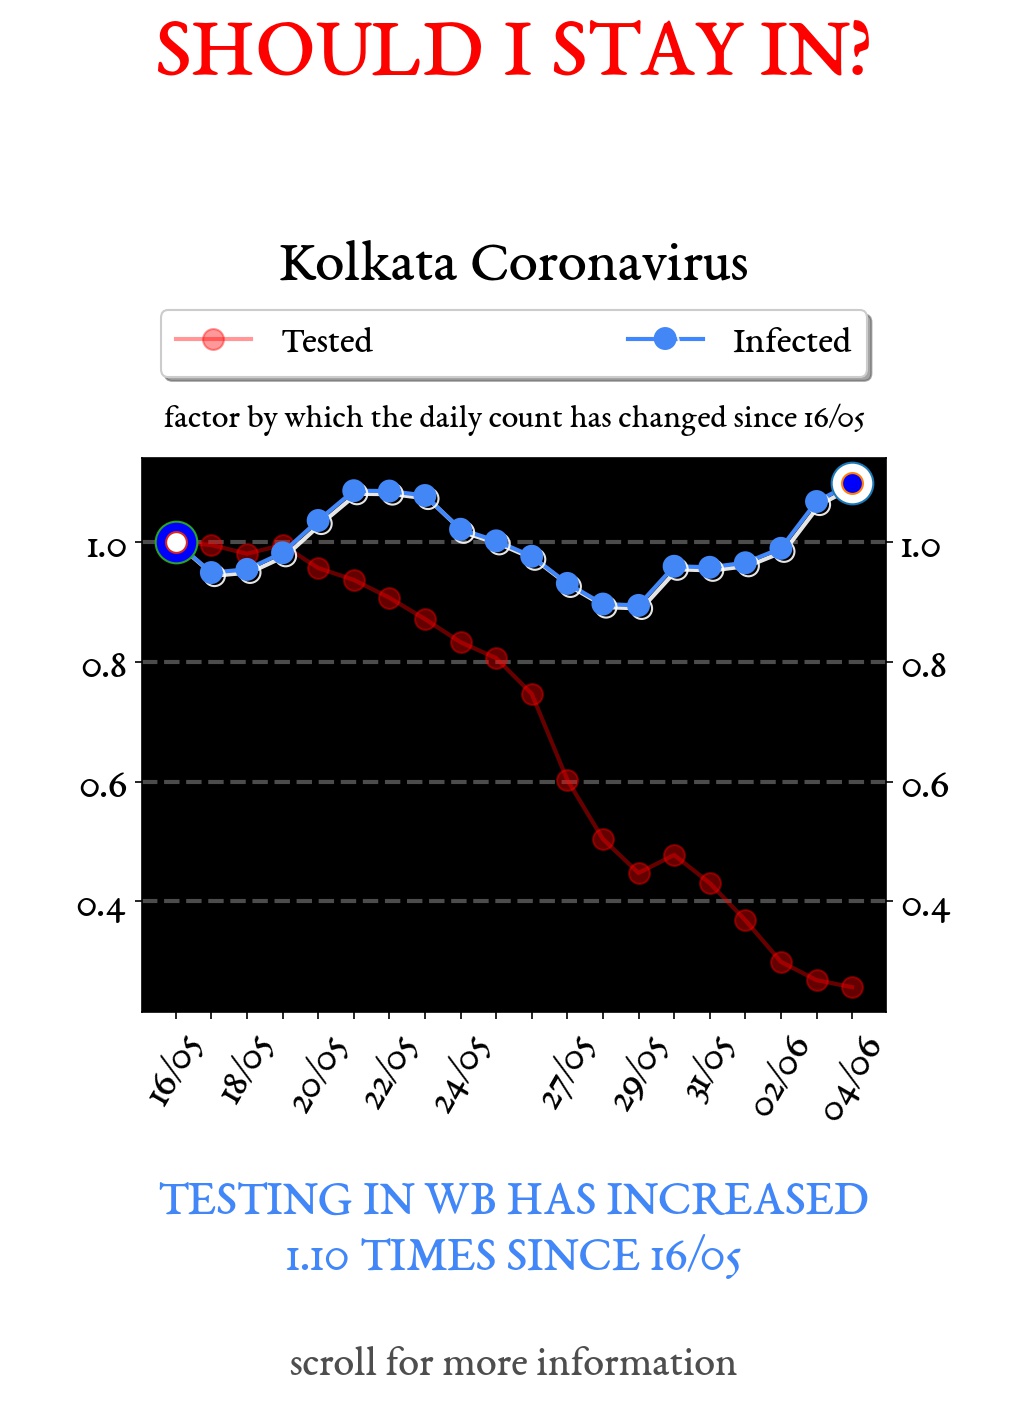 SHOULD I STAY IN?
Kolkata Coronavirus
Tested Infected
factor by which the daily count has changed since 16/05
1.0 1.0
0.8 0.8
0.6 0.6
0.4 0.4
16/05 18/05 20/05 22/05 24/05 27/05 29/05 31/05 02/06 04/06
TESTING IN WB HAS INCREASED
1.10 TIMES SINCE 16/05
scroll for more information